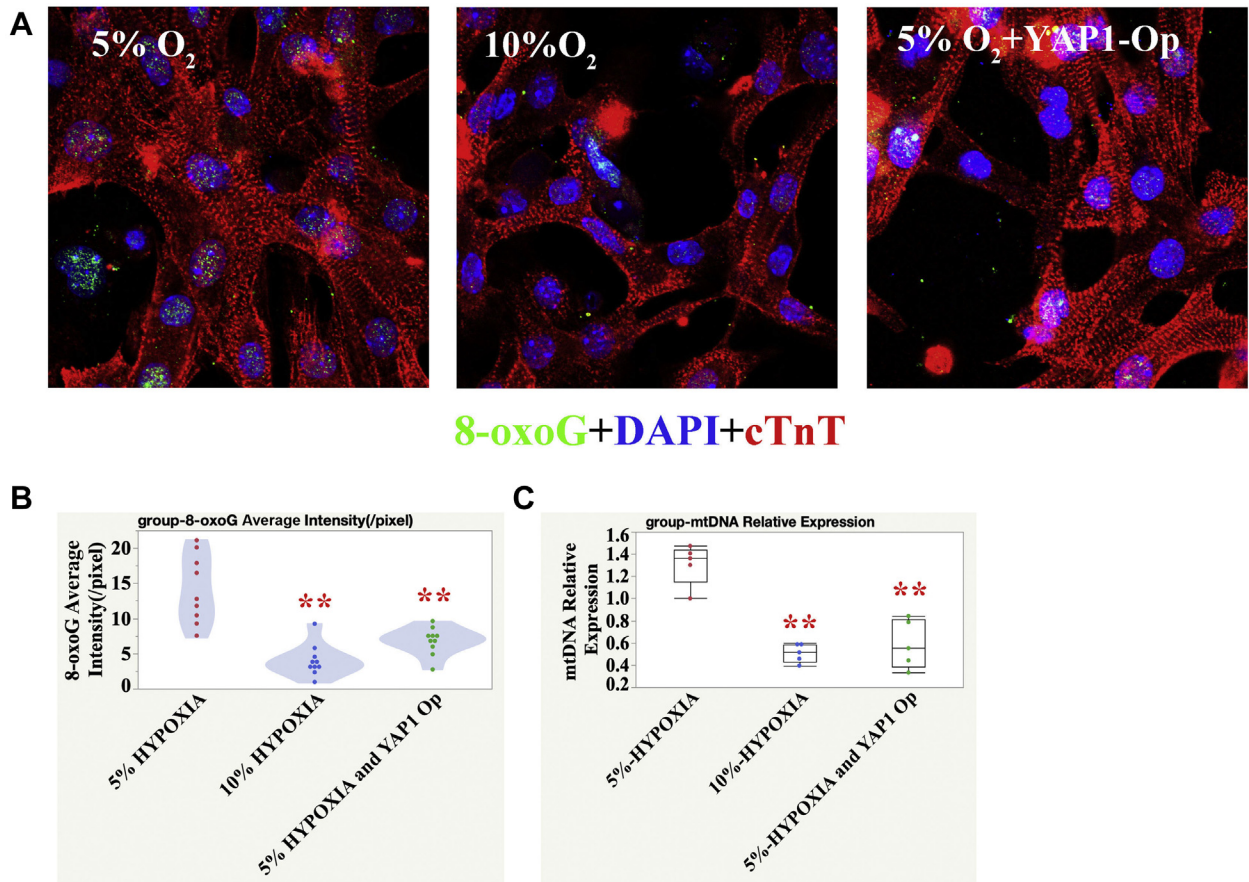 A
5% O2
10%O2
5% O2+YAP1-Op
8-oxoG+DAPI+cTnT
B
group-8-oxoG Average Intensity(/pixel)
8-oxoG Average
Intensity(/pixel)
20
15
10
5
0
**
**
5% HYPOXIA
10% HYPOXIA
5% HYPOXIA and YAP1 Op
C
group-mtDNA Relative Expression
mtDNA Relative
Expression
1.6
1.4
1.2
1.0
0.8
0.6
0.4
0.2
**
**
5%-HYPOXIA
10%-HYPOXIA
5%-HYPOXIA and YAP1 Op